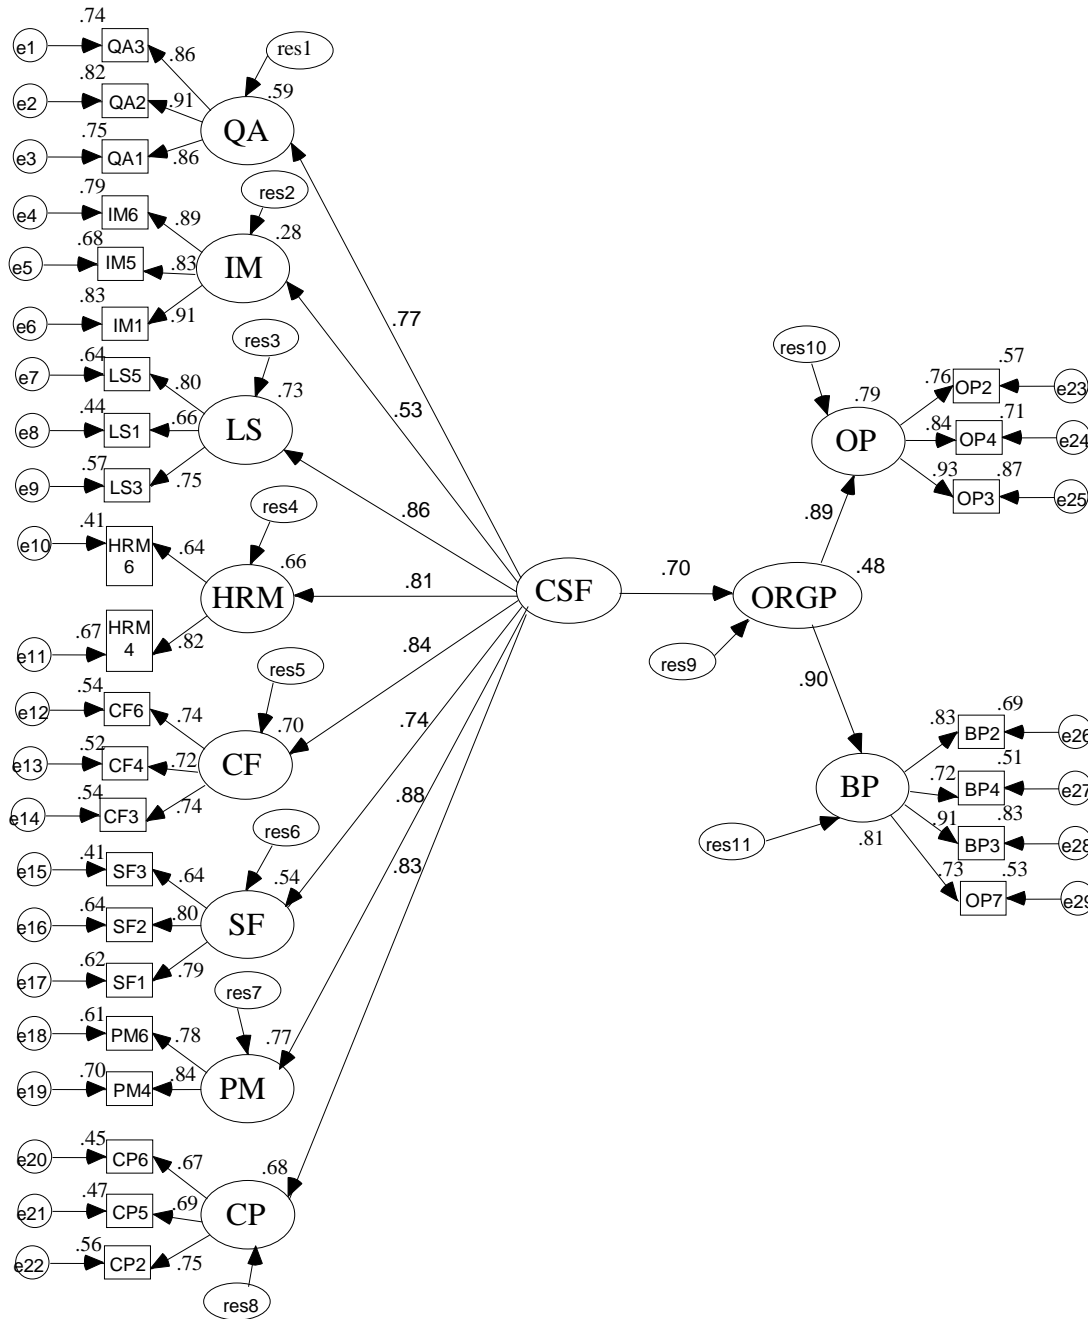 .74
e1
QA3
.86
res1
.82
e2
QA2
.91
.59
QA
.75
e3
QA1
.86
.79
e4
IM6
.89
res2
.68
e5
IM5
.83
.28
IM
.83
e6
IM1
.91
.77
.64
e7
LS5
.80
res3
.44
e8
LS1
.66
.73
LS
.53
.57
e9
LS3
.75
.86
.41
e10
HRM
6
.64
res4
.66
HRM
.81
.67
e11
HRM
4
.82
CSF
.70
ORGP
.48
res9
.84
.54
e12
CF6
.74
res5
.52
e13
CF4
.72
.70
CF
.74
.54
e14
CF3
.74
.88
.41
e15
SF3
.64
res6
.83
.64
e16
SF2
.80
.54
SF
.62
e17
SF1
.79
.61
e18
PM6
.78
res7
.77
.70
e19
PM4
.84
PM
.45
e20
CP6
.67
.68
.47
e21
CP5
.69
CP
.56
e22
CP2
.75
res8
res10
.79
OP
.76
OP2
.57
e23
.84
OP4
.71
e24
.93
OP3
.87
e25
.89
.90
BP
.81
res11
.83
BP2
.69
e26
.72
BP4
.51
e27
.91
BP3
.83
e28
.73
OP7
.53
e29